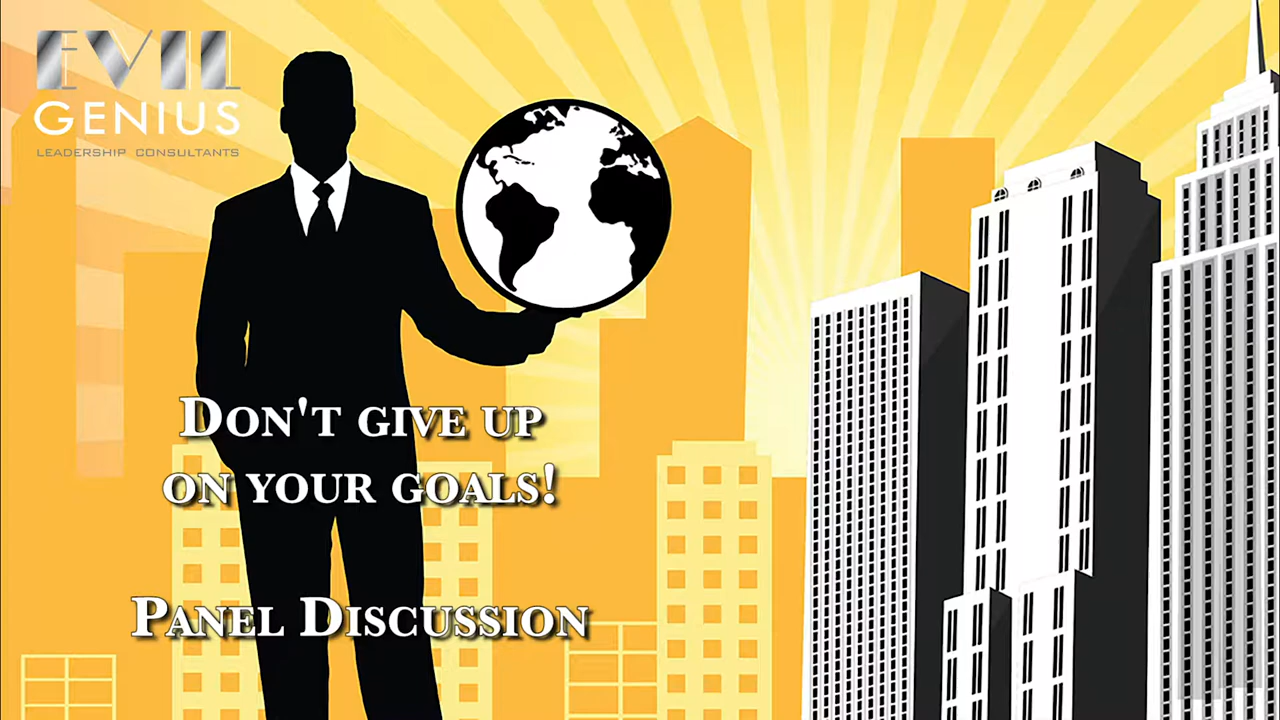 EVIL
GENIUS
LEADERSHIP CONSULTANTS
DON'T GIVE UP
ON YOUR GOALS!
PANEL DISCUSSION